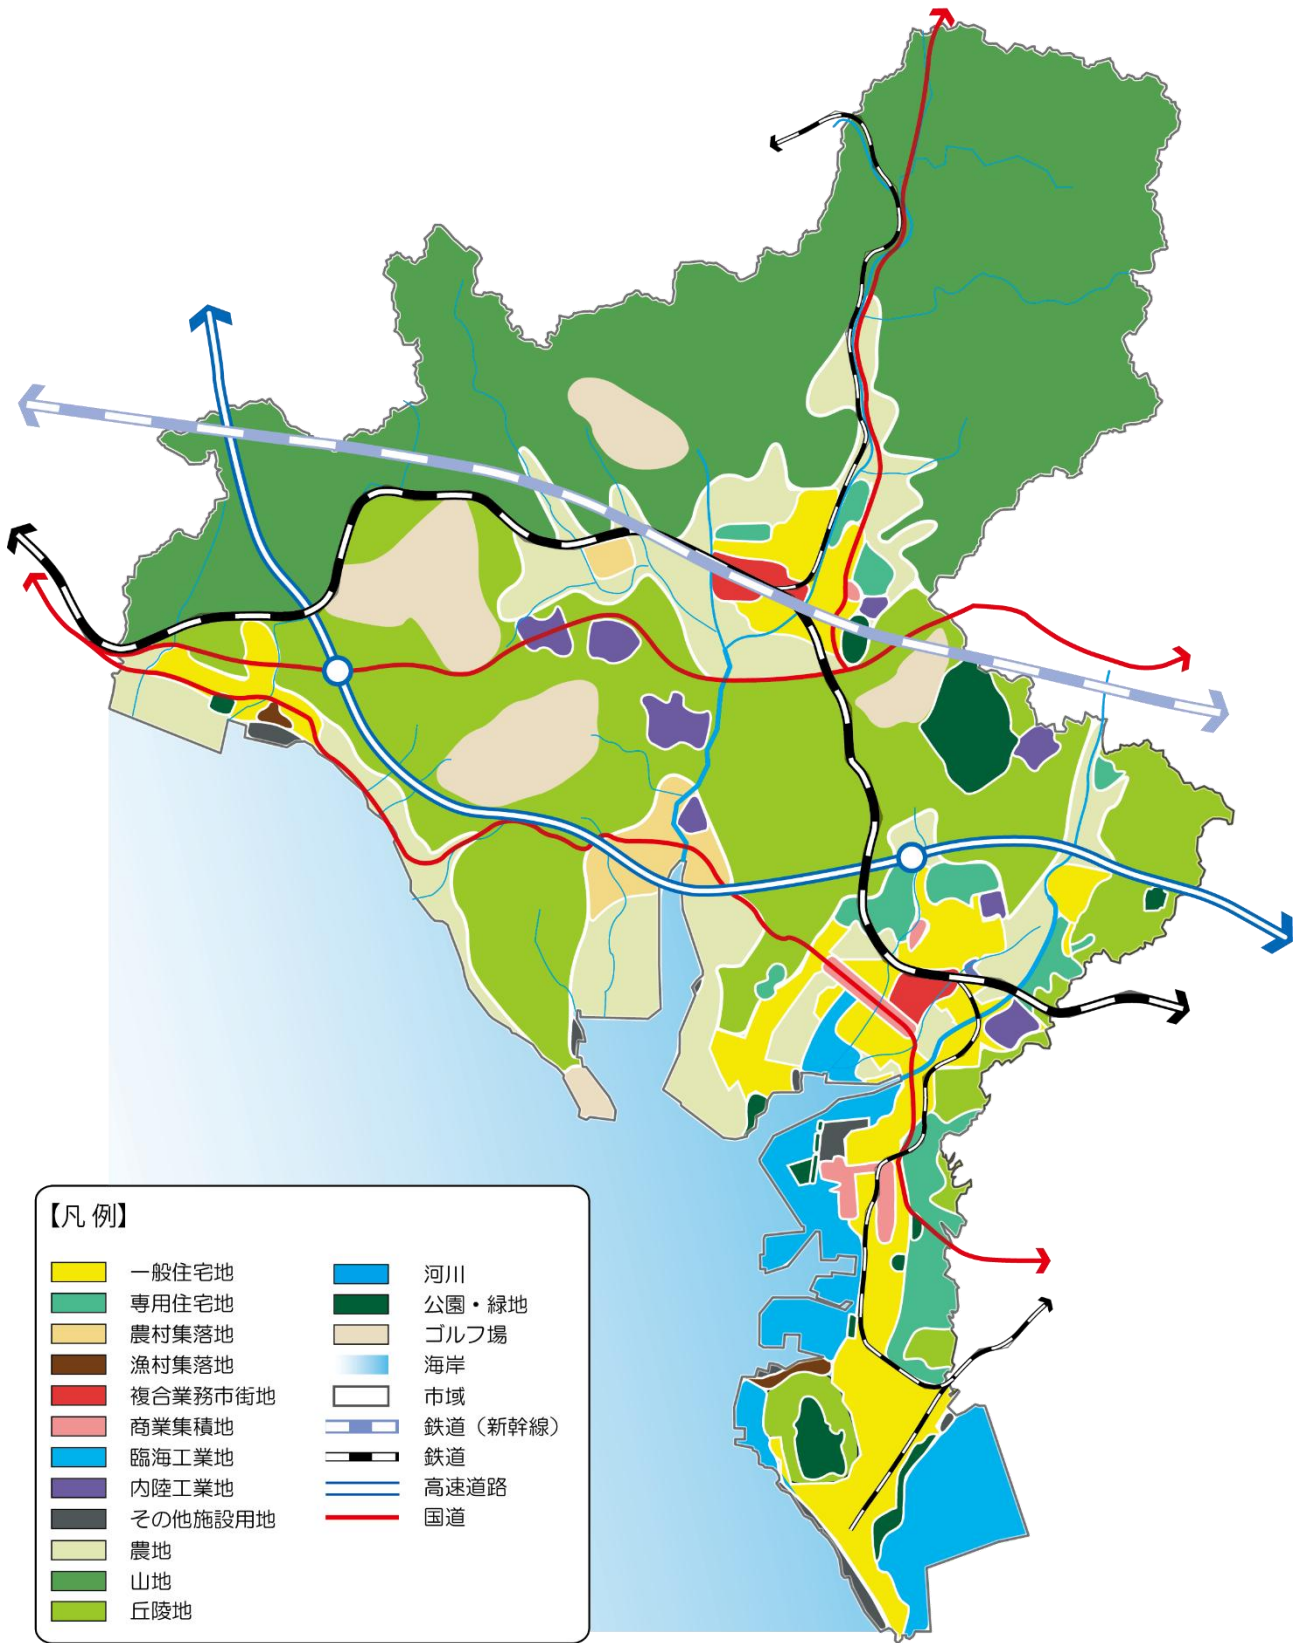 【凡 例】
一般住宅地
専用住宅地
農村集落地
漁村集落地
複合業務市街地
商業集積地
臨海工業地
内陸工業地
その他施設用地
農地
山地
丘陵地
河川
公園・緑地
ゴルフ場
海岸
市域
鉄道（新幹線）
鉄道
高速道路
国道